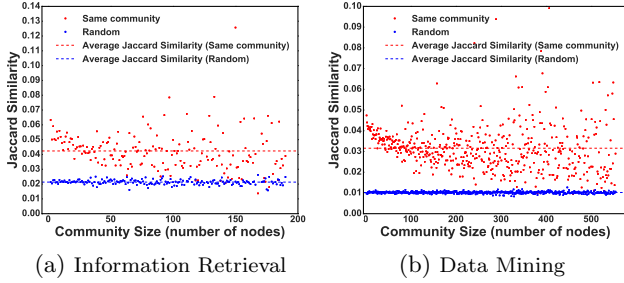 0.14
0.13
0.12
0.11
0.10
0.09
0.08
0.07
0.06
0.05
0.04
0.03
0.02
0.01
0.00
Jaccard Similarity
Same community
Random
Average Jaccard Similarity (Same community)
Average Jaccard Similarity (Random)
0 50 100 150 200
Community Size (number of nodes)
(a) Information Retrieval
0.10
0.09
0.08
0.07
0.06
0.05
0.04
0.03
0.02
0.01
0.00
Jaccard Similarity
Same community
Random
Average Jaccard Similarity (Same community)
Average Jaccard Similarity (Random)
0 100 200 300 400 500
Community Size (number of nodes)
(b) Data Mining